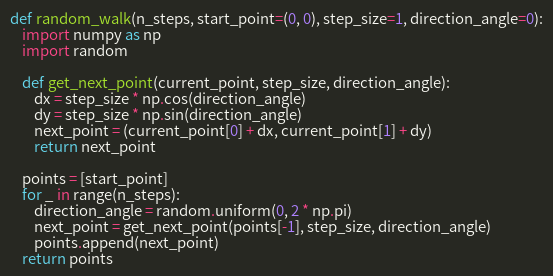 def random_walk(n_steps, start_point=(0, 0), step_size=1, direction_angle=0):
    import numpy as np
    import random

    def get_next_point(current_point, step_size, direction_angle):
        dx = step_size * np.cos(direction_angle)
        dy = step_size * np.sin(direction_angle)
        next_point = (current_point[0] + dx, current_point[1] + dy)
        return next_point

    points = [start_point]
    for _ in range(n_steps):
        direction_angle = random.uniform(0, 2 * np.pi)
        next_point = get_next_point(points[-1], step_size, direction_angle)
        points.append(next_point)
    return points